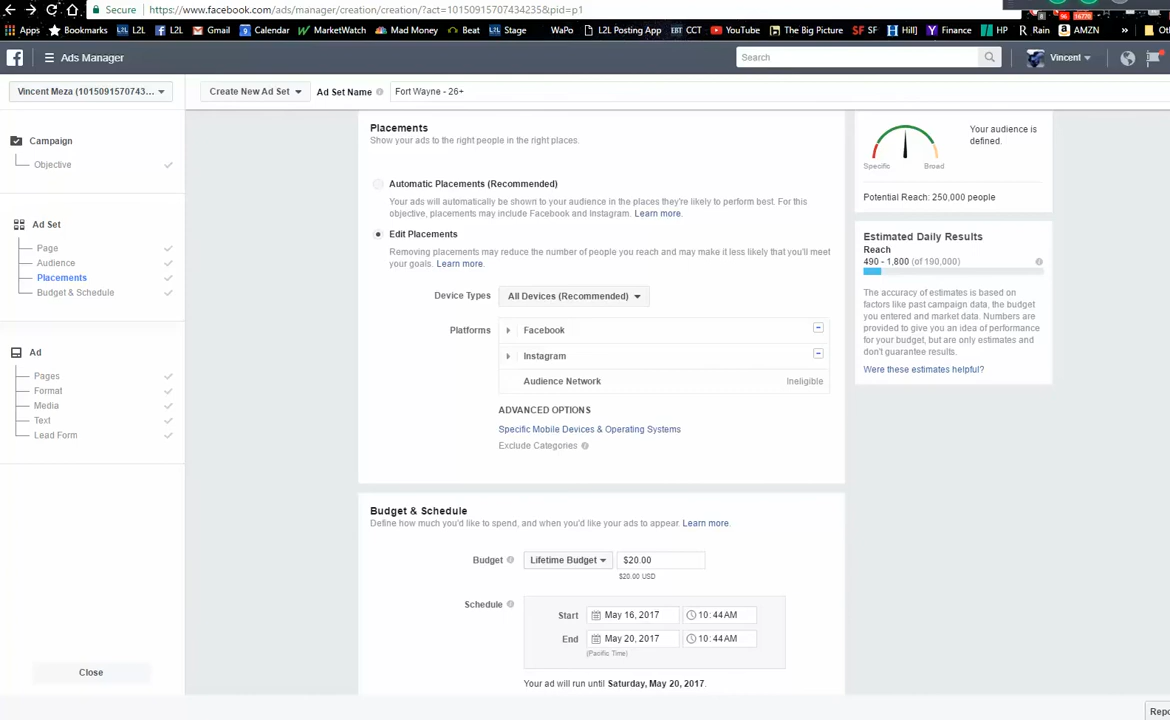 Secure https://www.facebook.com/ads/manager/creation/creation/?act=10150915707434235&pid=p1
Apps Bookmarks L2L L2L Gmail Calendar MarketWatch Mad Money Beat Stage WaPo L2L Posting App CCT YouTube The Big Picture SF Hill] Finance HP Rain AMZN »
Ads Manager Search Vincent
Vincent Meza (1015091570743... Create New Ad Set Ad Set Name Fort Wayne - 26+
Campaign
Objective
Ad Set
Page
Audience
Placements
Budget & Schedule
Ad
Pages
Format
Media
Text
Lead Form
Close
Placements
Show your ads to the right people in the right places.
Automatic Placements (Recommended)
Your ads will automatically be shown to your audience in the places they're likely to perform best. For this
objective, placements may include Facebook and Instagram. Learn more.
Edit Placements
Removing placements may reduce the number of people you reach and may make it less likely that you'll meet
your goals. Learn more.
Device Types All Devices (Recommended)
Platforms Facebook
Instagram
Audience Network Ineligible
ADVANCED OPTIONS
Specific Mobile Devices & Operating Systems
Exclude Categories
Budget & Schedule
Define how much you'd like to spend, and when you'd like your ads to appear. Learn more.
Budget Lifetime Budget $20.00
$20.00 USD
Schedule
Start May 16, 2017 10:44AM
End May 20, 2017 10:44AM
(Pacific Time)
Your ad will run until Saturday, May 20, 2017.
Your audience is
defined.
Specific Broad
Potential Reach: 250,000 people
Estimated Daily Results
Reach
490 - 1,800 (of 190,000)
The accuracy of estimates is based on
factors like past campaign data, the budget
you entered and market data. Numbers are
provided to give you an idea of performance
for your budget, but are only estimates and
don't guarantee results.
Were these estimates helpful?